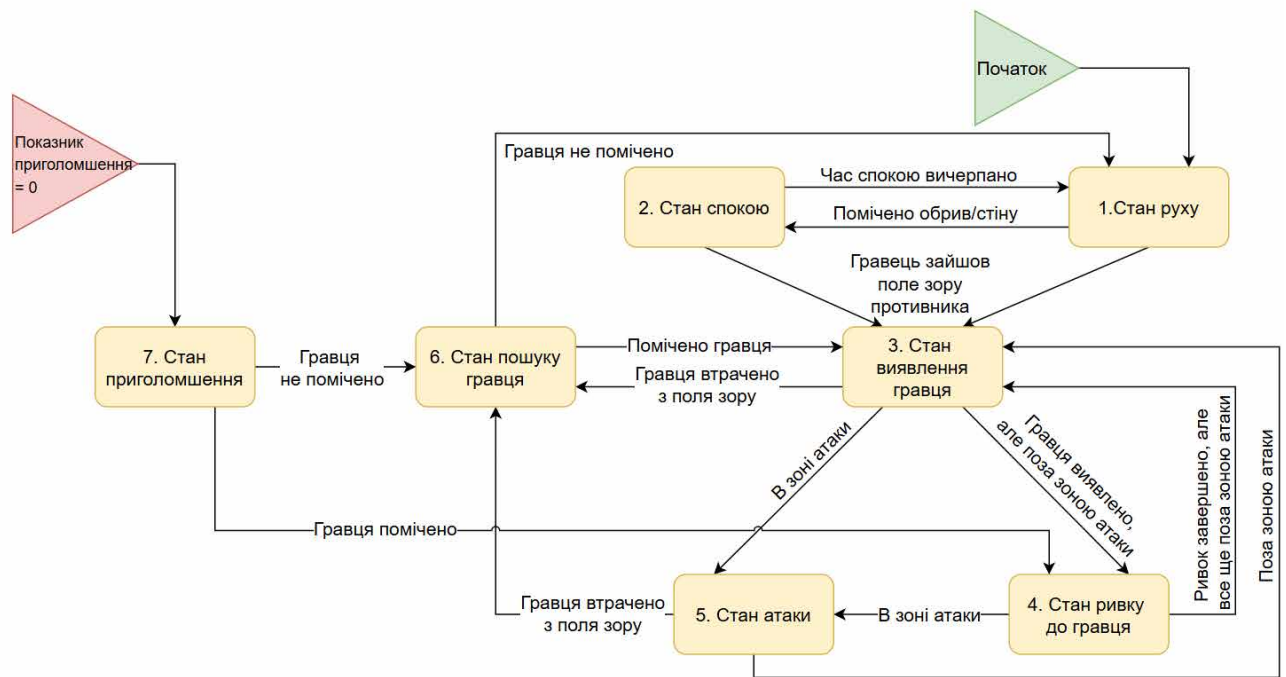 Початок
Показник
приголомшення
= 0
Гравця не помічено
Час спокою вичерпано
2. Стан спокою
1.Стан руху
Помічено обрив/стіну
Гравець зайшов
поле зору
противника
7. Стан
приголомшення
Гравця
не помічено
6. Стан пошуку
гравця
Помічено гравця
Гравця втрачено
з поля зору
3. Стан
виявлення
гравця
В зоні атаки
Гравця виявлено,
але поза зоною атаки
Ривок завершено, але
все ще поза зоною атаки
Поза зоною атаки
Гравця помічено
Гравця втрачено
з поля зору
5. Стан атаки
В зоні атаки
4. Стан ривку
до гравця